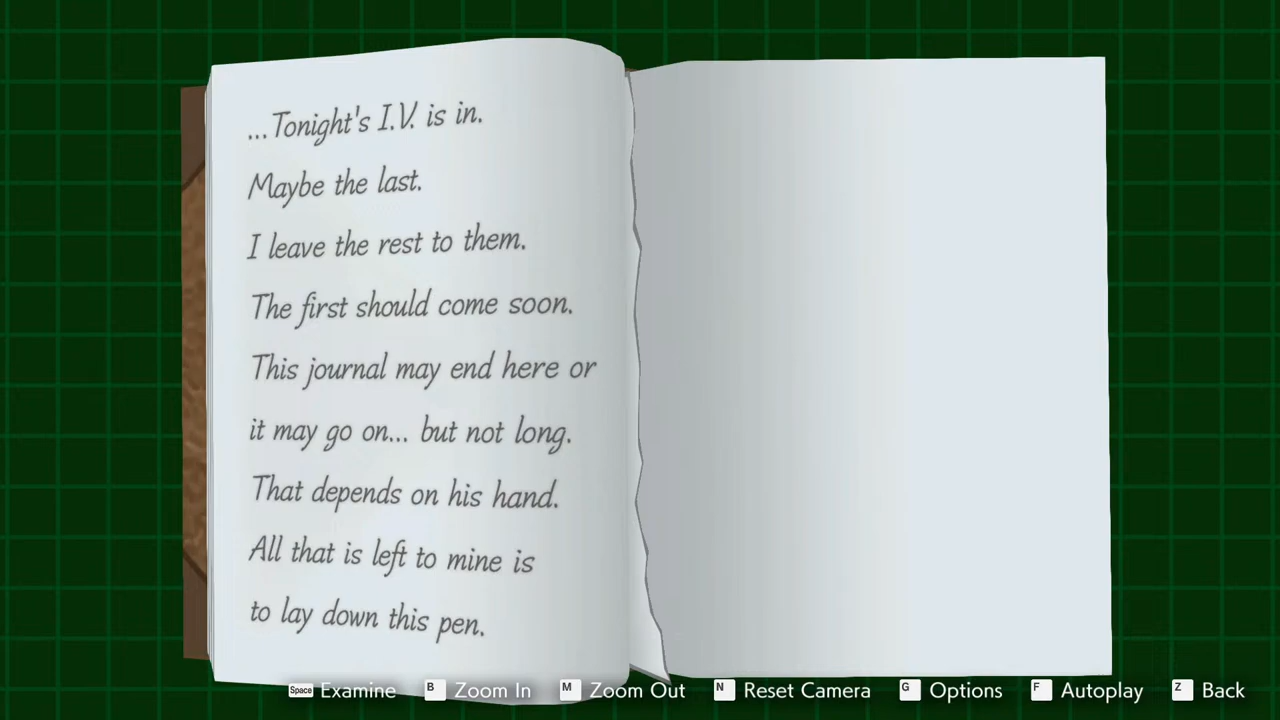 ...Tonight's I.V. is in.
Maybe the last.
I leave the rest to them.
The first should come soon.
This journal may end here or
it may go on... but not long.
That depends on his hand.
All that is left to mine is
to lay down this pen.
Space Examine B Zoom In M Zoom Out N Reset Camera G Options F Autoplay Z Back